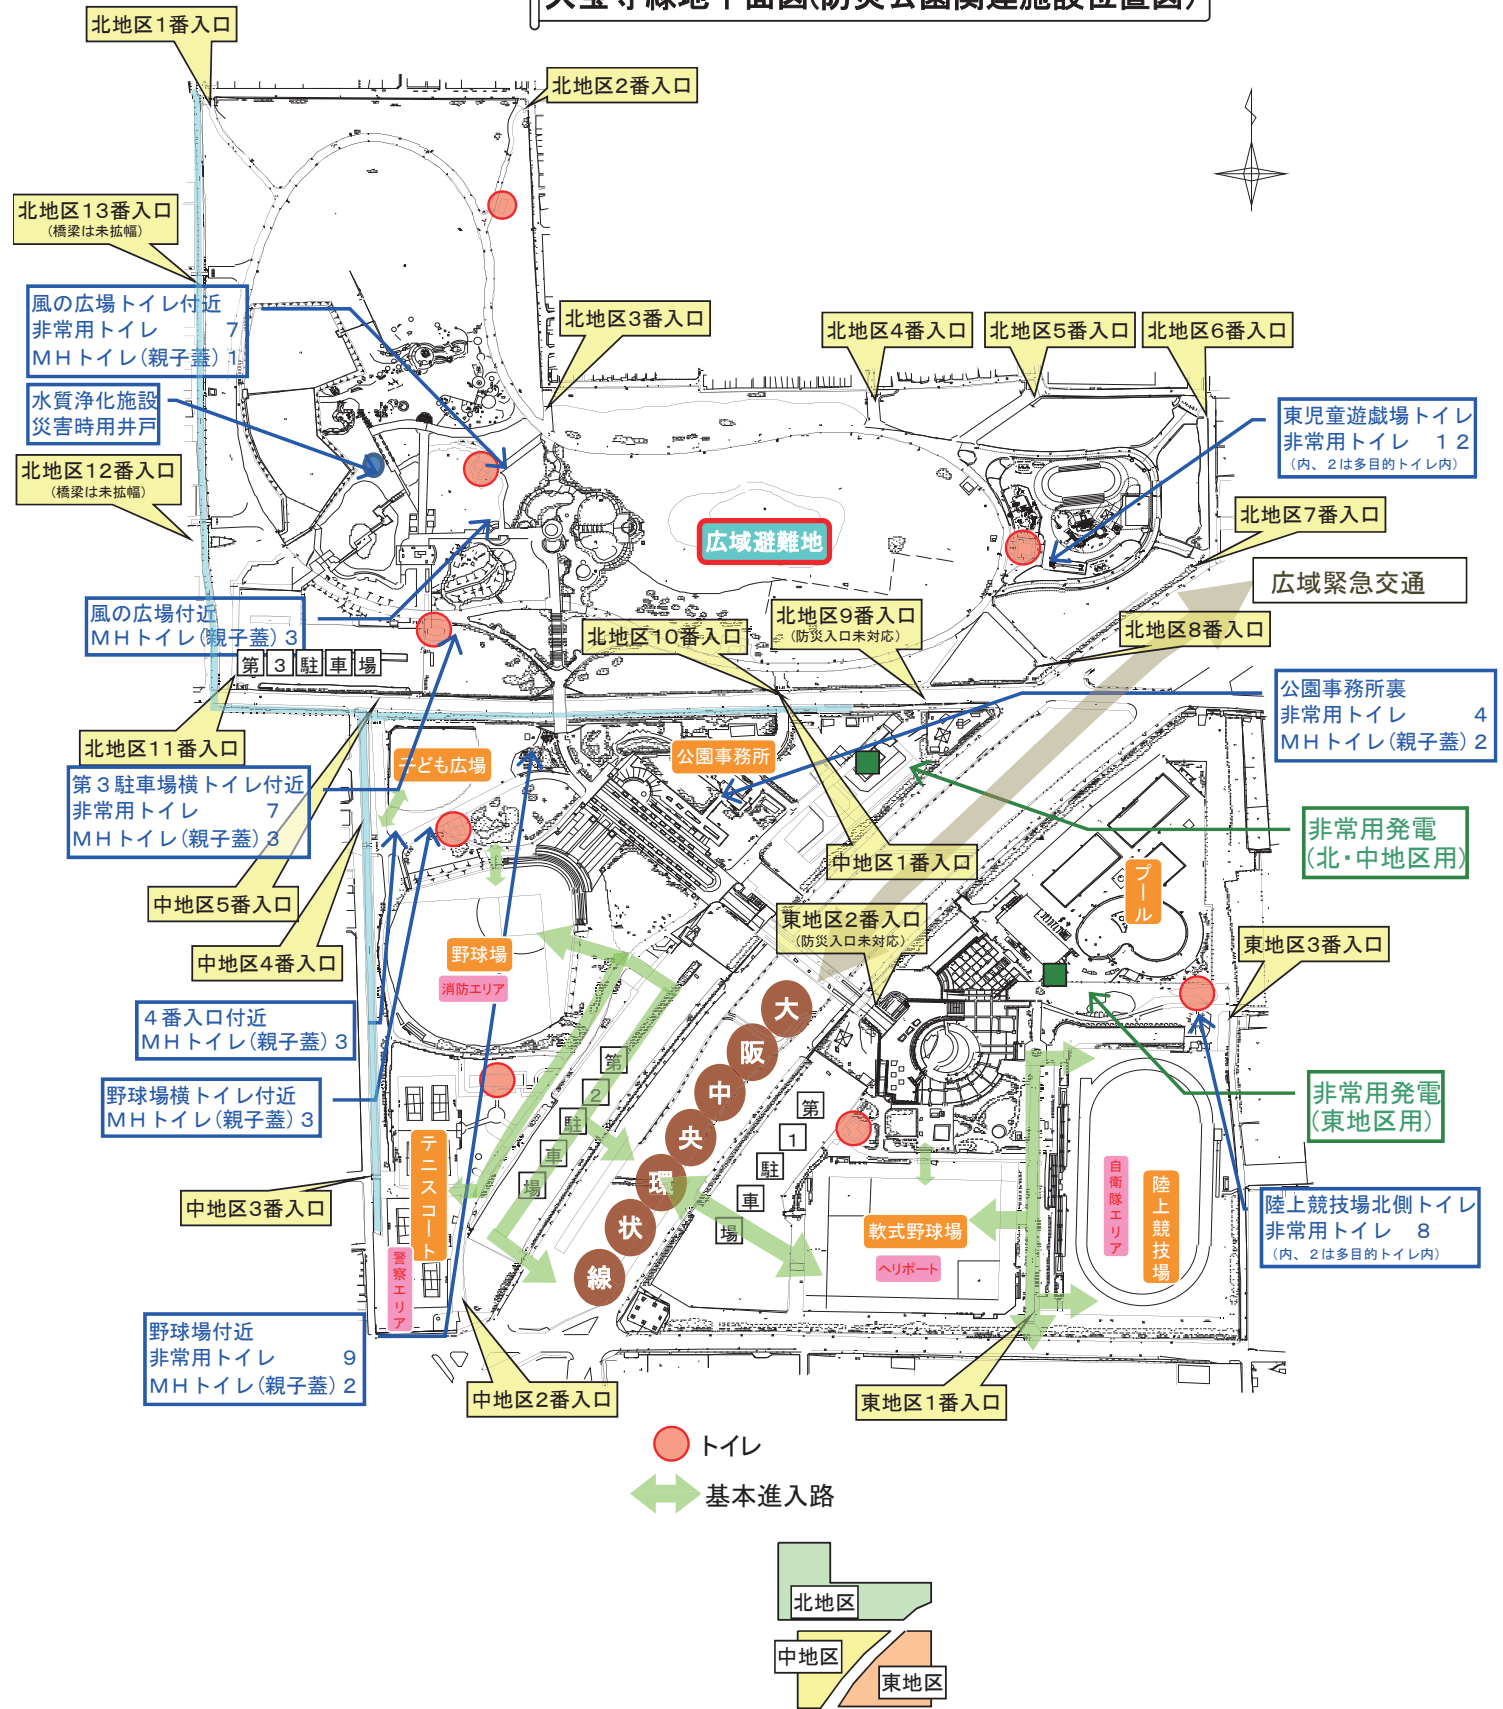 緑地平面図(防災公園関連施設位置図)
北地区1番入口
北地区2番入口
北地区13番入口
(橋梁は未拡幅)
風の広場トイレ付近
非常用トイレ 7
MHトイレ(親子蓋)1
北地区3番入口
北地区4番入口
北地区5番入口
北地区6番入口
水質浄化施設
災害時用井戸
東児童遊戯場トイレ
非常用トイレ 12
(内、2は多目的トイレ内)
北地区12番入口
(橋梁は未拡幅)
北地区7番入口
広域避難地
広域緊急交通
風の広場付近
MHトイレ(親子蓋)3
北地区10番入口
北地区9番入口
(防災入口未対応)
北地区8番入口
第3駐車場
公園事務所裏
非常用トイレ 4
MHトイレ(親子蓋)2
北地区11番入口
子ども広場
公園事務所
第3駐車場横トイレ付近
非常用トイレ 7
MHトイレ(親子蓋)3
非常用発電
(北・中地区用)
中地区1番入口
プール
中地区5番入口
東地区2番入口
(防災入口未対応)
東地区3番入口
中地区4番入口
野球場
消防エリア
4番入口付近
MHトイレ(親子蓋)3
大阪中央環状線
第2駐車場
第1駐車場
野球場横トイレ付近
MHトイレ(親子蓋)3
非常用発電
(東地区用)
テニスコート
警察エリア
中地区3番入口
自衛隊エリア
陸上競技場
陸上競技場北側トイレ
非常用トイレ 8
(内、2は多目的トイレ内)
軟式野球場
ヘリポート
野球場付近
非常用トイレ 9
MHトイレ(親子蓋)2
中地区2番入口
東地区1番入口
トイレ
基本進入路
北地区
中地区
東地区